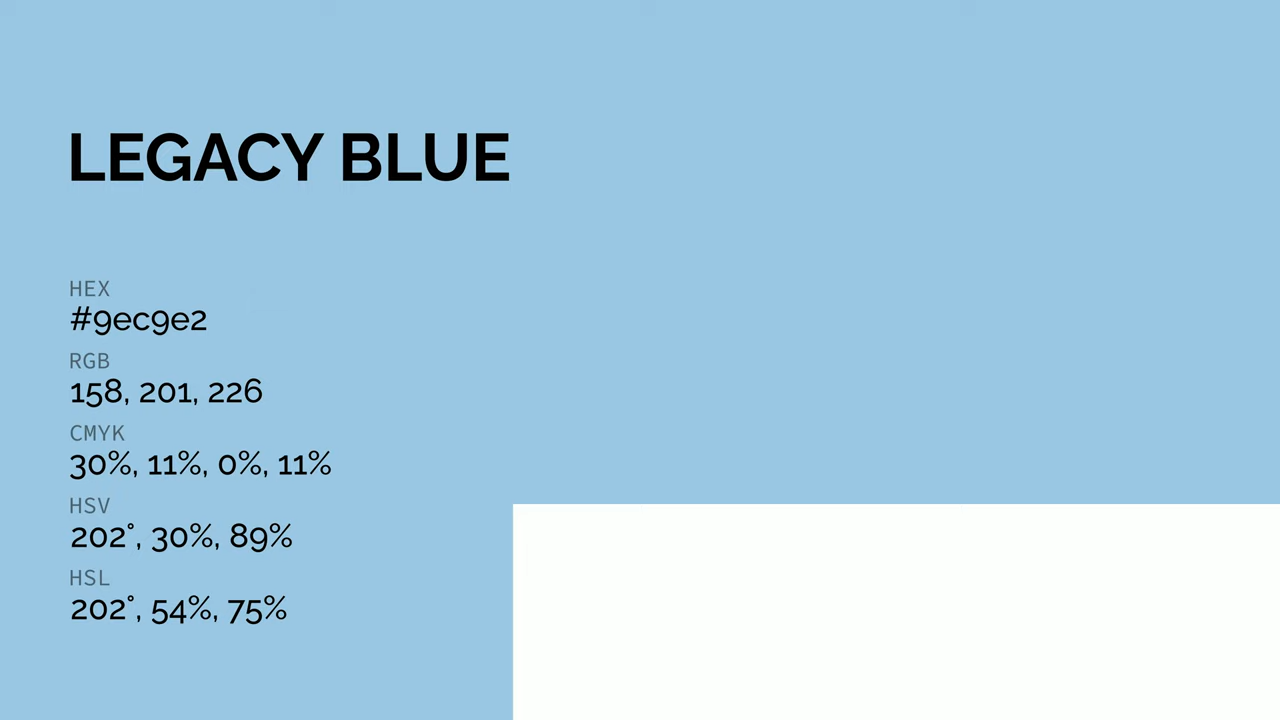 LEGACY BLUE
HEX
#9ec9e2
RGB
158, 201, 226
CMYK
30%, 11%, 0%, 11%
HSV
202°, 30%, 89%
HSL
202°, 54%, 75%